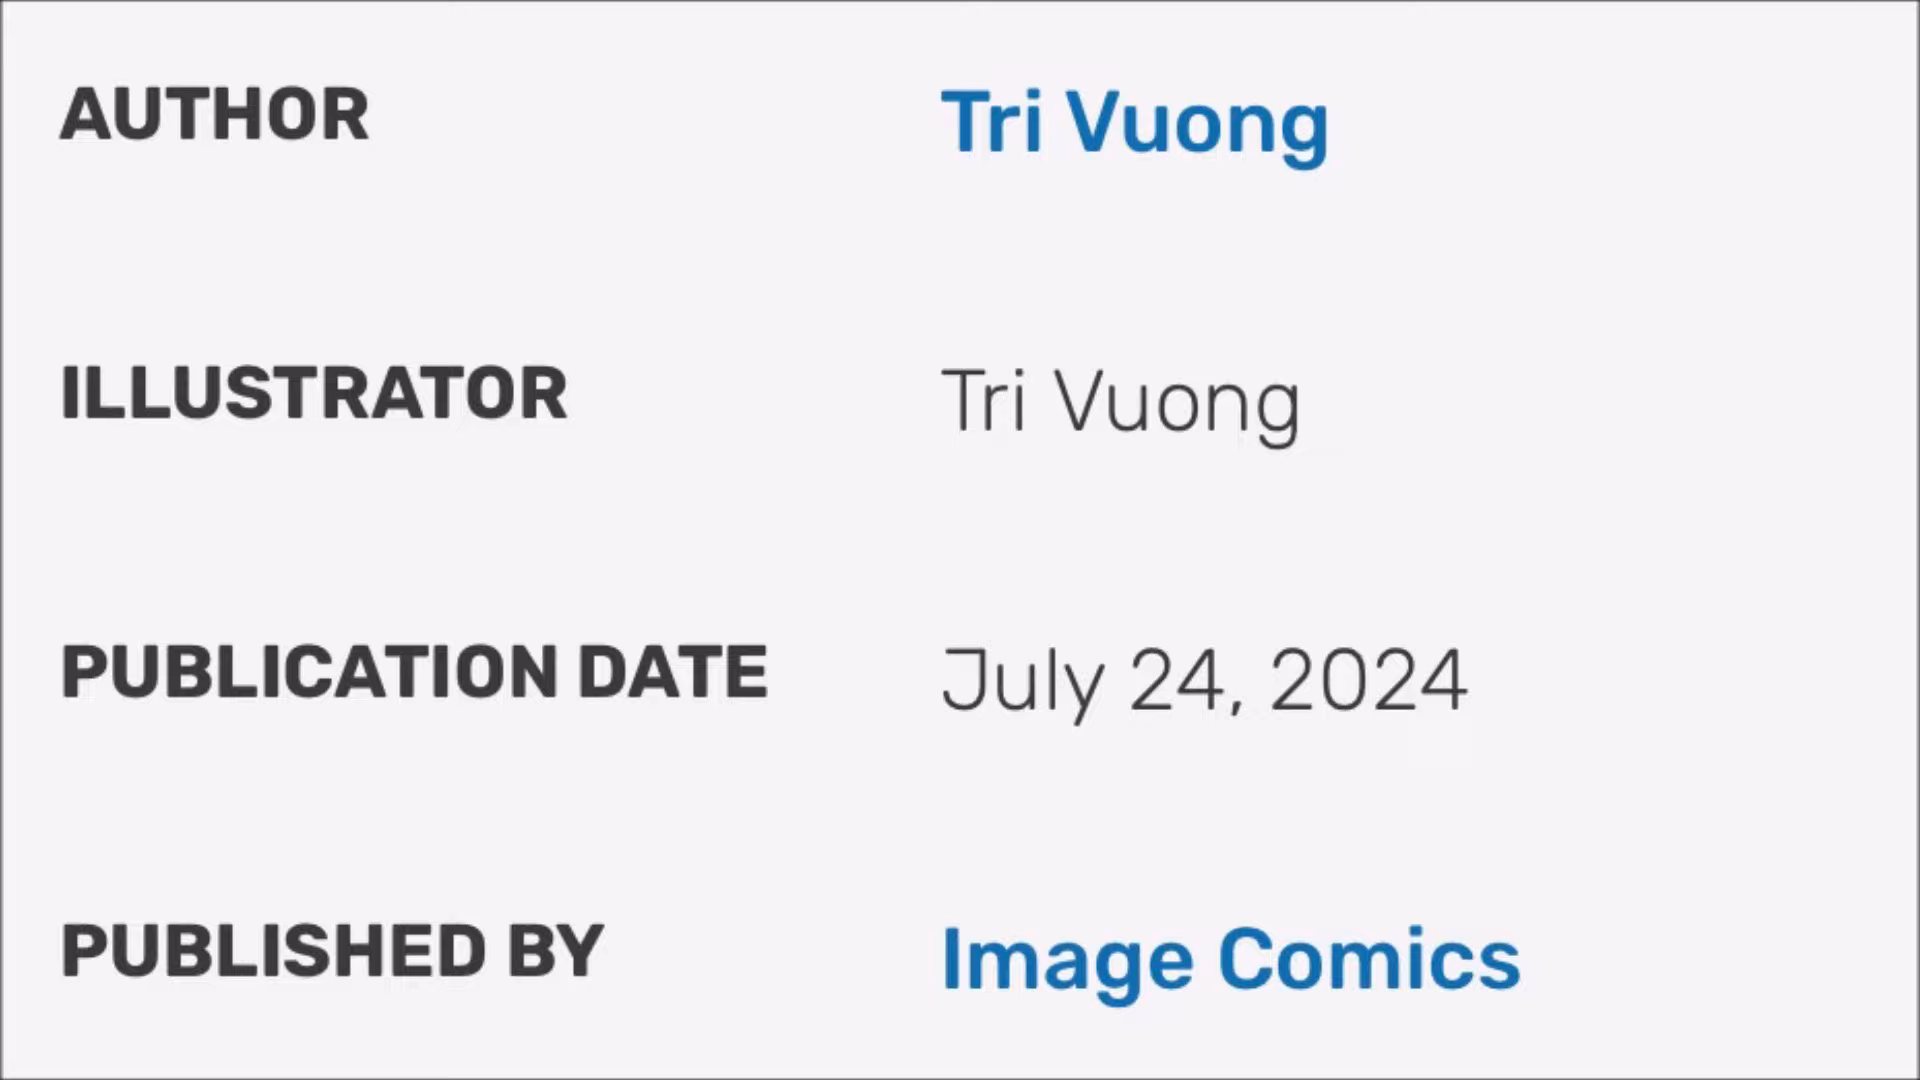 AUTHOR Tri Vuong
ILLUSTRATOR Tri Vuong
PUBLICATION DATE July 24, 2024
PUBLISHED BY Image Comics